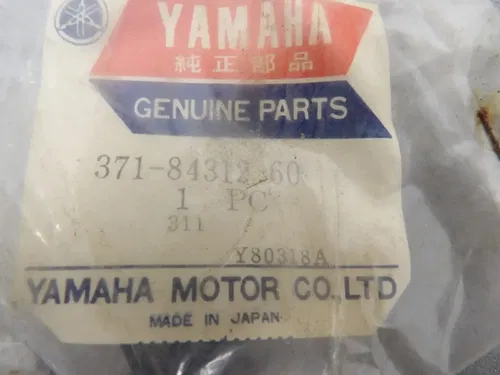 YAMAHA
純正部品
GENUINE PARTS
371-84312-60
1 PC
311
Y80318A
YAMAHA MOTOR CO.,LTD
MADE IN JAPAN